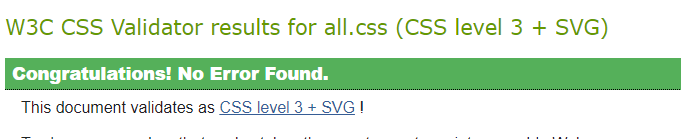 W3C CSS Validator results for all.css (CSS level 3 + SVG)
Congratulations! No Error Found.
This document validates as CSS level 3 + SVG !